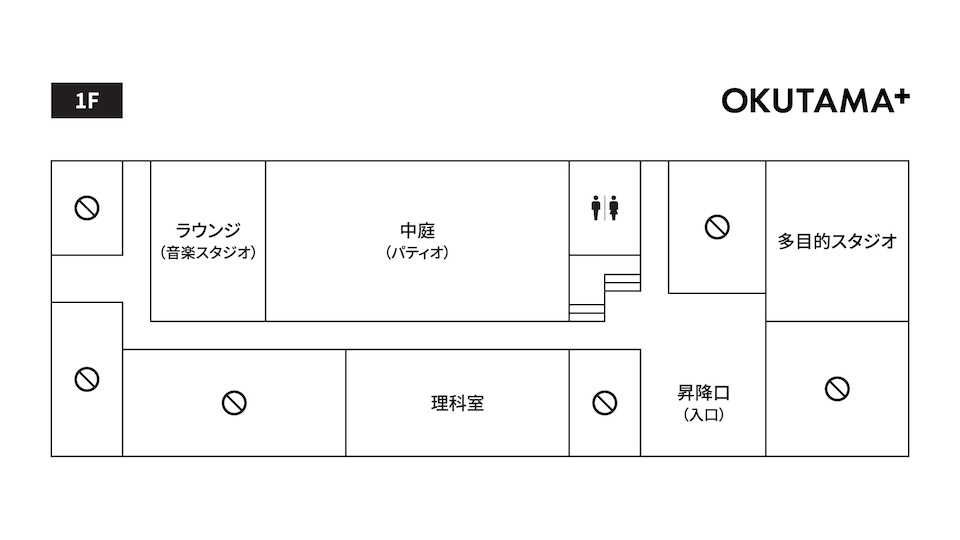 1F
OKUTAMA+
ラウンジ
(音楽スタジオ)
中庭
(パティオ)
多目的スタジオ
理科室
昇降口
(入口)